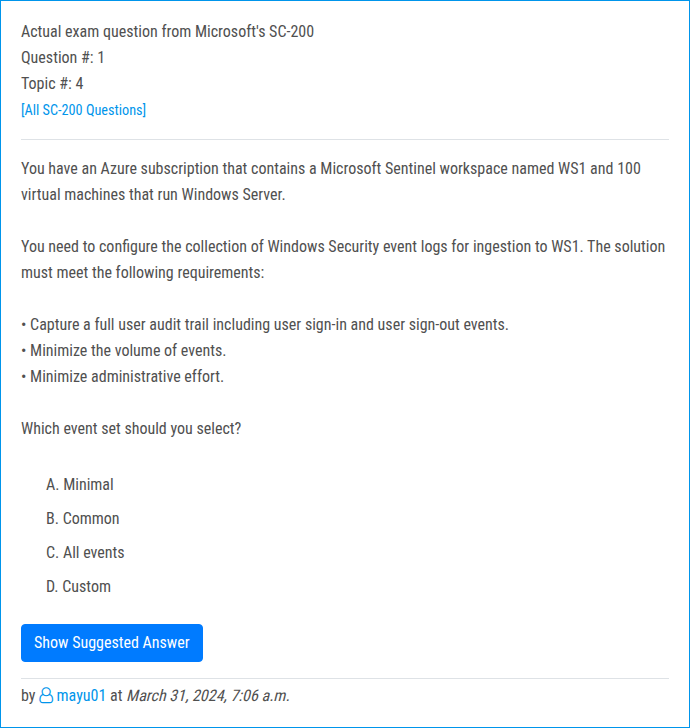 Actual exam question from Microsoft's SC-200
Question #: 1
Topic #: 4
[All SC-200 Questions]
You have an Azure subscription that contains a Microsoft Sentinel workspace named WS1 and 100
virtual machines that run Windows Server.
You need to configure the collection of Windows Security event logs for ingestion to WS1. The solution
must meet the following requirements:
• Capture a full user audit trail including user sign-in and user sign-out events.
• Minimize the volume of events.
• Minimize administrative effort.
Which event set should you select?
A. Minimal
B. Common
C. All events
D. Custom
Show Suggested Answer
by mayu01 at March 31, 2024, 7:06 a.m.